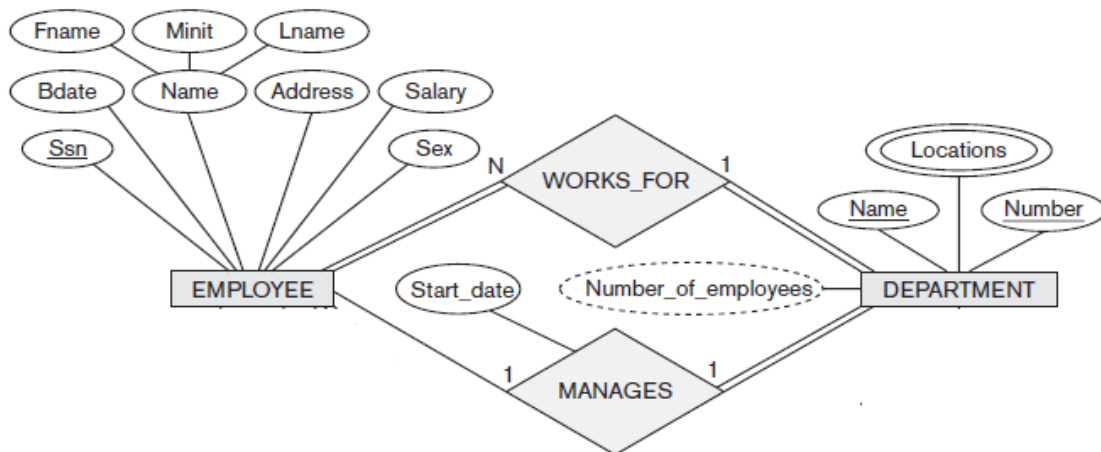 Fname
Minit
Lname
Bdate
Name
Address
Salary
Ssn
Sex
N
WORKS_FOR
1
Locations
Name
Number
EMPLOYEE
Start_date
Number_of_employees
DEPARTMENT
1
MANAGES
1